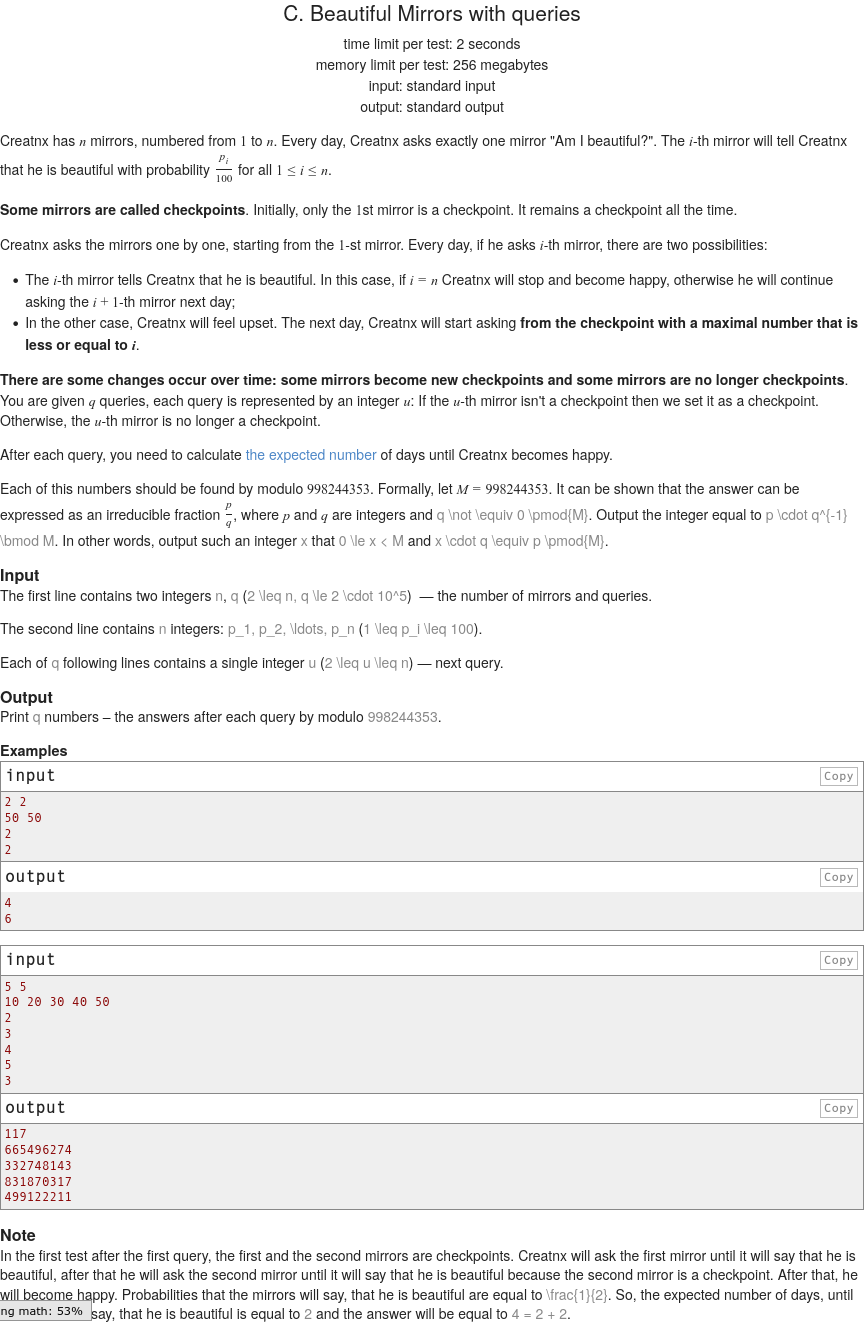 C. Beautiful Mirrors with queries
time limit per test: 2 seconds
memory limit per test: 256 megabytes
input: standard input
output: standard output
Creatnx has n mirrors, numbered from 1 to n. Every day, Creatnx asks exactly one mirror "Am I beautiful?". The i-th mirror will tell Creatnx
that he is beautiful with probability p_i/100 for all 1 ≤ i ≤ n.
Some mirrors are called checkpoints. Initially, only the 1st mirror is a checkpoint. It remains a checkpoint all the time.
Creatnx asks the mirrors one by one, starting from the 1-st mirror. Every day, if he asks i-th mirror, there are two possibilities:
• The i-th mirror tells Creatnx that he is beautiful. In this case, if i = n Creatnx will stop and become happy, otherwise he will continue
asking the i + 1-th mirror next day;
• In the other case, Creatnx will feel upset. The next day, Creatnx will start asking from the checkpoint with a maximal number that is
less or equal to i.
There are some changes occur over time: some mirrors become new checkpoints and some mirrors are no longer checkpoints.
You are given q queries, each query is represented by an integer u: If the u-th mirror isn't a checkpoint then we set it as a checkpoint.
Otherwise, the u-th mirror is no longer a checkpoint.
After each query, you need to calculate the expected number of days until Creatnx becomes happy.
Each of this numbers should be found by modulo 998244353. Formally, let M = 998244353. It can be shown that the answer can be
expressed as an irreducible fraction p/q, where p and q are integers and q \not \equiv 0 \pmod{M}. Output the integer equal to p \cdot q^{-1}
\bmod M. In other words, output such an integer x that 0 \le x < M and x \cdot q \equiv p \pmod{M}.
Input
The first line contains two integers n, q (2 \leq n, q \le 2 \cdot 10^5) — the number of mirrors and queries.
The second line contains n integers: p_1, p_2, \ldots, p_n (1 \leq p_i \leq 100).
Each of q following lines contains a single integer u (2 \leq u \leq n) — next query.
Output
Print q numbers – the answers after each query by modulo 998244353.
Examples
input
Copy
2 2
50 50
2
2
output
Copy
4
6
input
Copy
5 5
10 20 30 40 50
2
3
4
5
3
output
Copy
117
665496274
332748143
831870317
499122211
Note
In the first test after the first query, the first and the second mirrors are checkpoints. Creatnx will ask the first mirror until it will say that he is
beautiful, after that he will ask the second mirror until it will say that he is beautiful because the second mirror is a checkpoint. After that, he
will become happy. Probabilities that the mirrors will say, that he is beautiful are equal to \frac{1}{2}. So, the expected number of days, until
ng math: 53% say, that he is beautiful is equal to 2 and the answer will be equal to 4 = 2 + 2.